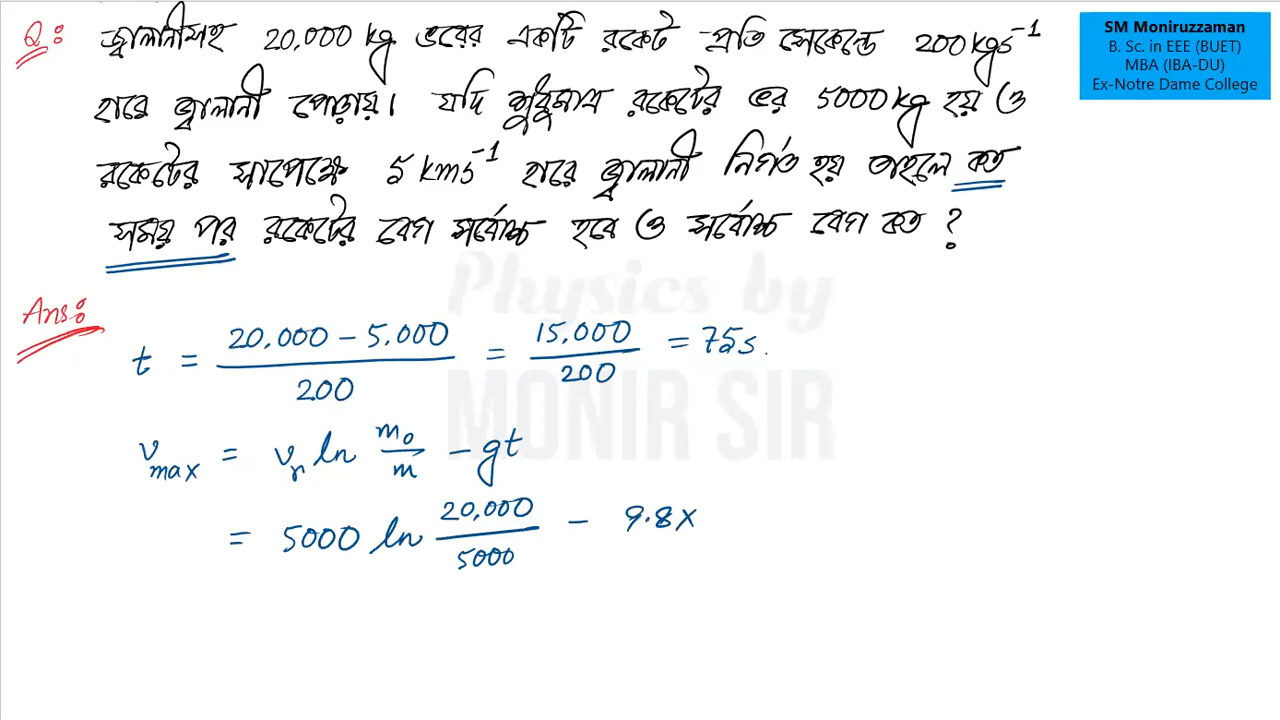 Q: জ্বালানীসহ 20,000 kg ভরের একটি রকেট প্রতি সেকেন্ডে 200 kgs⁻¹
হারে জ্বালানী পোড়ায়। যদি শুধুমাত্র রকেটের ভর 5000 kg হয় ও
রকেটের সাপেক্ষে 5 kms⁻¹ হারে জ্বালানী নির্গত হয় তাহলে কত
সময় পর রকেটের বেগ সর্বোচ্চ হবে ও সর্বোচ্চ বেগ কত ?
SM Moniruzzaman
B. Sc. in EEE (BUET)
MBA (IBA-DU)
Ex-Notre Dame College
Ans:
t = (20,000 – 5,000)/200 = 15,000/200 = 75s.
v_max = v_r ln m₀/m – gt
= 5000 ln 20,000/5000 – 9.8×
Physics by
MONIR SIR